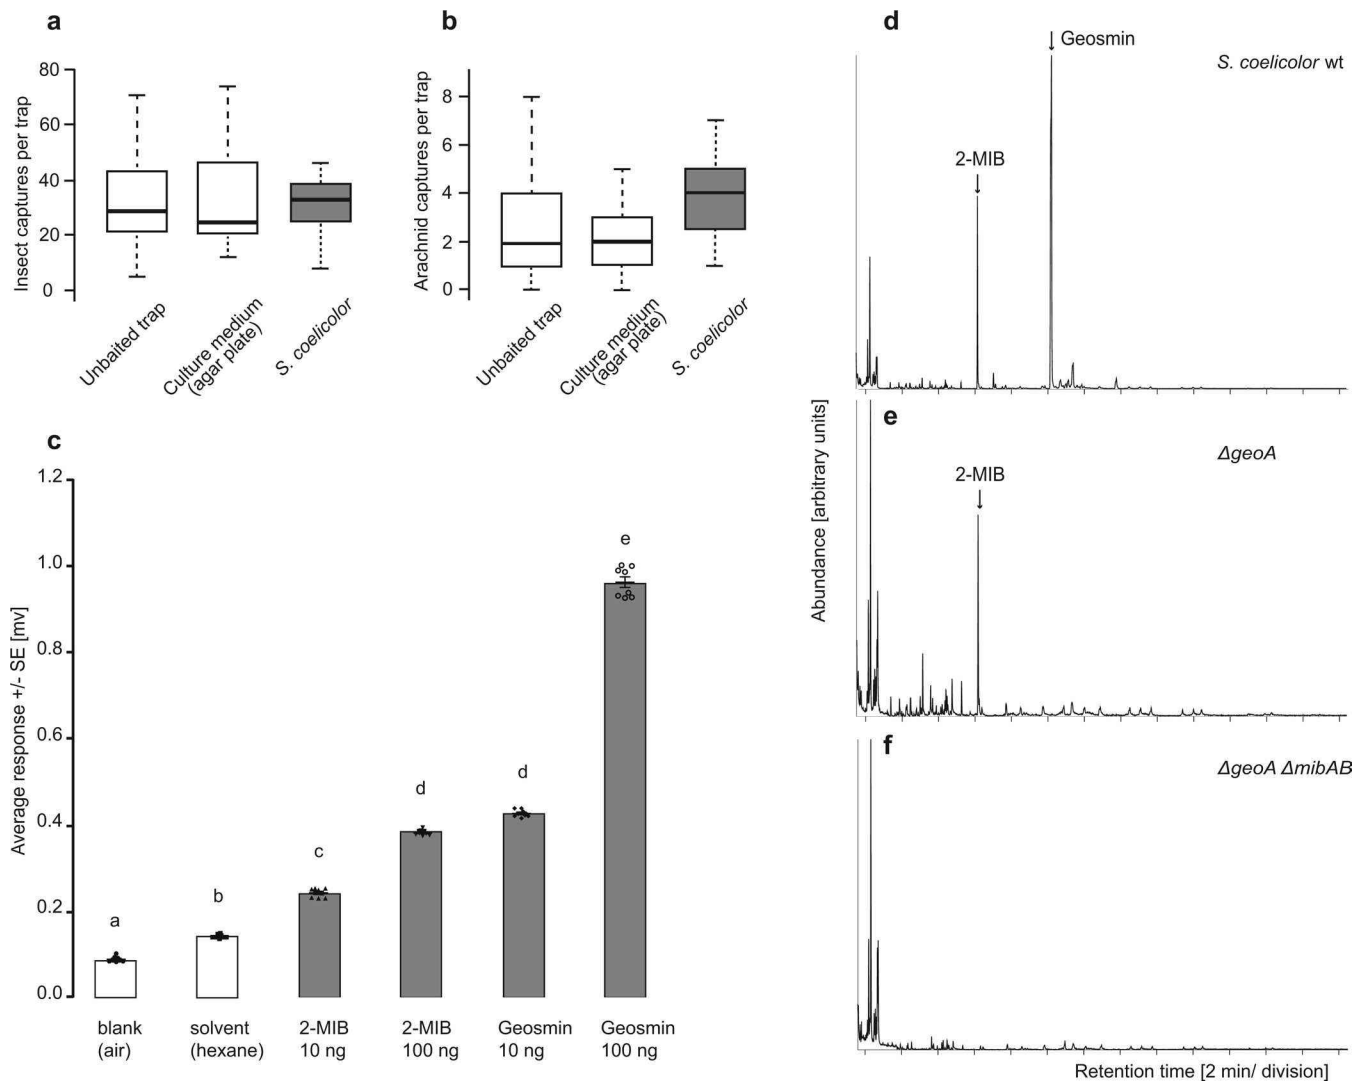 a
Insect captures per trap
80
60
40
20
0
Unbaited trap
Culture medium
(agar plate)
S. coelicolor
b
Arachnid captures per trap
8
6
4
2
0
Unbaited trap
Culture medium
(agar plate)
S. coelicolor
c
Average response +/- SE [mv]
1.2
1.0
0.8
0.6
0.4
0.2
0.0
a
b
c
d
d
e
blank
(air)
solvent
(hexane)
2-MIB
10 ng
2-MIB
100 ng
Geosmin
10 ng
Geosmin
100 ng
d
Geosmin
S. coelicolor wt
2-MIB
e
ΔgeoA
2-MIB
Abundance [arbitrary units]
f
ΔgeoA ΔmibAB
Retention time [2 min/ division]